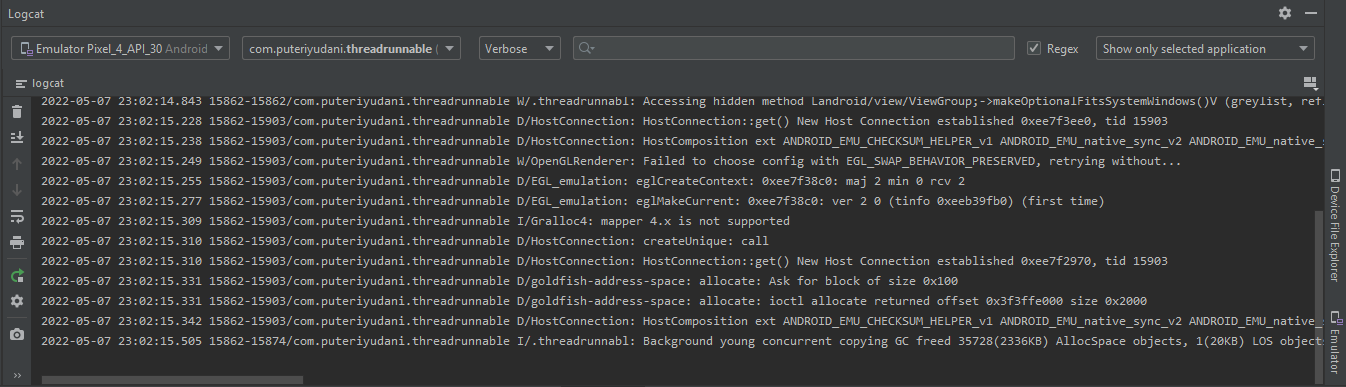 Logcat
Emulator Pixel_4_API_30 Android
com.puteriyudani.threadrunnable (
Verbose
Regex
Show only selected application
logcat
2022-05-07 23:02:14.843 15862-15862/com.puteriyudani.threadrunnable W/.threadrunnabl: Accessing hidden method Landroid/view/ViewGroup;->makeOptionalFitsSystemWindows()V (greylist, refl
2022-05-07 23:02:15.228 15862-15903/com.puteriyudani.threadrunnable D/HostConnection: HostConnection::get() New Host Connection established 0xee7f3ee0, tid 15903
2022-05-07 23:02:15.238 15862-15903/com.puteriyudani.threadrunnable D/HostConnection: HostComposition ext ANDROID_EMU_CHECKSUM_HELPER_v1 ANDROID_EMU_native_sync_v2 ANDROID_EMU_native_s
2022-05-07 23:02:15.249 15862-15903/com.puteriyudani.threadrunnable W/OpenGLRenderer: Failed to choose config with EGL_SWAP_BEHAVIOR_PRESERVED, retrying without...
2022-05-07 23:02:15.255 15862-15903/com.puteriyudani.threadrunnable D/EGL_emulation: eglCreateContext: 0xee7f38c0: maj 2 min 0 rcv 2
2022-05-07 23:02:15.277 15862-15903/com.puteriyudani.threadrunnable D/EGL_emulation: eglMakeCurrent: 0xee7f38c0: ver 2 0 (tinfo 0xeeb39fb0) (first time)
2022-05-07 23:02:15.309 15862-15903/com.puteriyudani.threadrunnable I/Gralloc4: mapper 4.x is not supported
2022-05-07 23:02:15.310 15862-15903/com.puteriyudani.threadrunnable D/HostConnection: createUnique: call
2022-05-07 23:02:15.310 15862-15903/com.puteriyudani.threadrunnable D/HostConnection: HostConnection::get() New Host Connection established 0xee7f2970, tid 15903
2022-05-07 23:02:15.331 15862-15903/com.puteriyudani.threadrunnable D/goldfish-address-space: allocate: Ask for block of size 0x100
2022-05-07 23:02:15.331 15862-15903/com.puteriyudani.threadrunnable D/goldfish-address-space: allocate: ioctl allocate returned offset 0x3f3ffe000 size 0x2000
2022-05-07 23:02:15.342 15862-15903/com.puteriyudani.threadrunnable D/HostConnection: HostComposition ext ANDROID_EMU_CHECKSUM_HELPER_v1 ANDROID_EMU_native_sync_v2 ANDROID_EMU_native_s
2022-05-07 23:02:15.505 15862-15874/com.puteriyudani.threadrunnable I/.threadrunnabl: Background young concurrent copying GC freed 35728(2336KB) AllocSpace objects, 1(20KB) LOS objects
Device File Explorer
Emulator